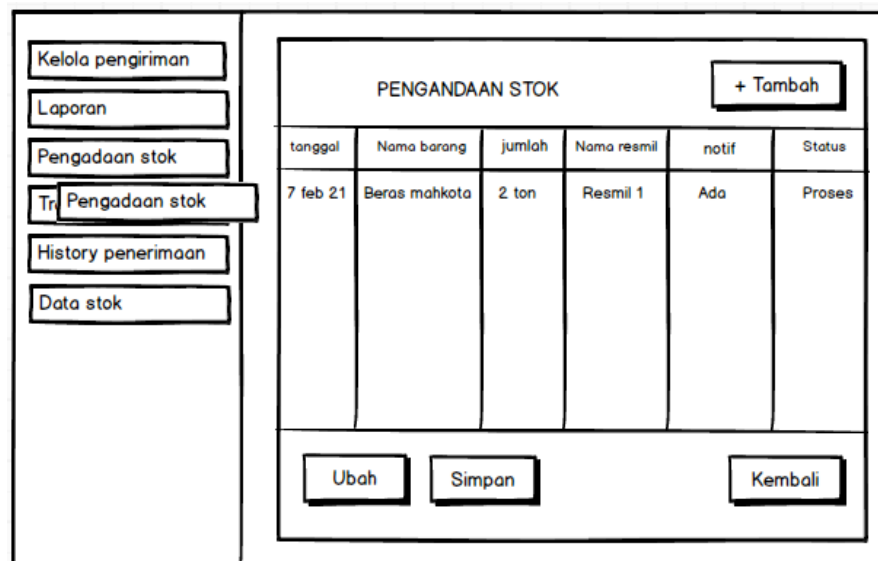 Kelola pengiriman
Laporan
Pengadaan stok
Pengadaan stok
History penerimaan
Data stok
PENGANDAAN STOK
+ Tambah
tanggal Nama barang jumlah Nama resmil notif Status
7 feb 21 Beras mahkota 2 ton Resmil 1 Ada Proses
Ubah Simpan Kembali